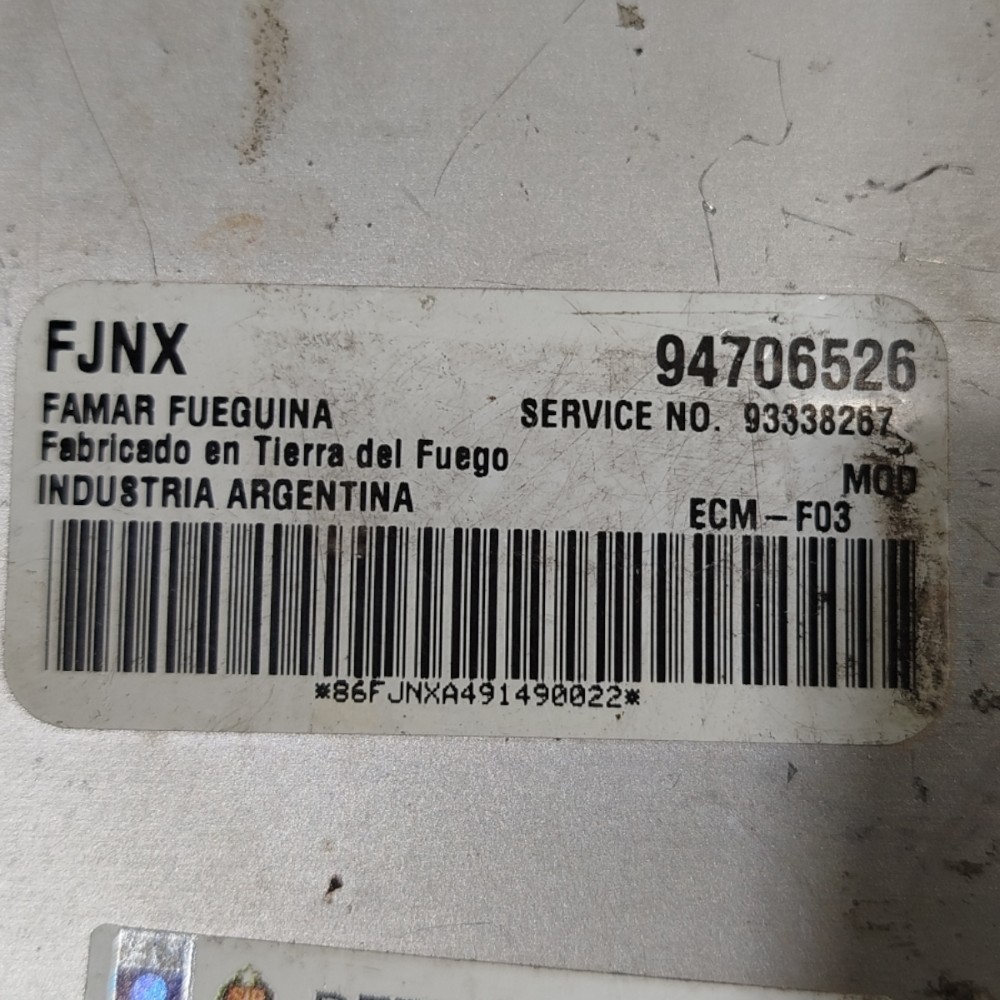 FJNX
94706526
FAMAR FUEGUINA
SERVICE NO. 93338267
Fabricado en Tierra del Fuego
MOD
INDUSTRIA ARGENTINA
ECM-F03
*86FJNXA491490022*